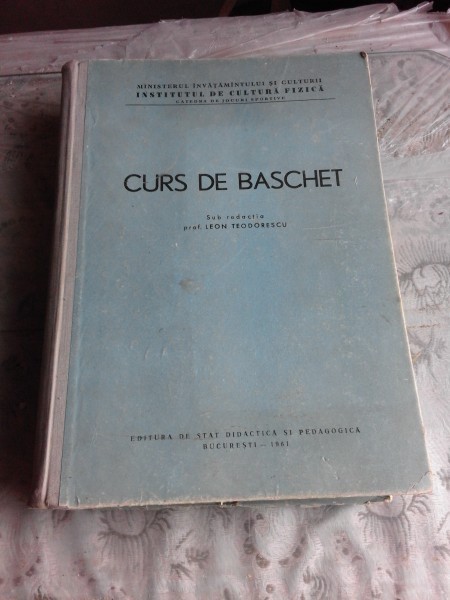 MINISTERUL ÎNVĂȚĂMÎNTULUI ȘI CULTURII
INSTITUTUL DE CULTURĂ FIZICĂ
CATEDRA DE JOCURI SPORTIVE
CURS DE BASCHET
Sub redacția
prof. LEON TEODORESCU
EDITURA DE STAT DIDACTICĂ ȘI PEDAGOGICĂ
BUCUREȘTI — 1961